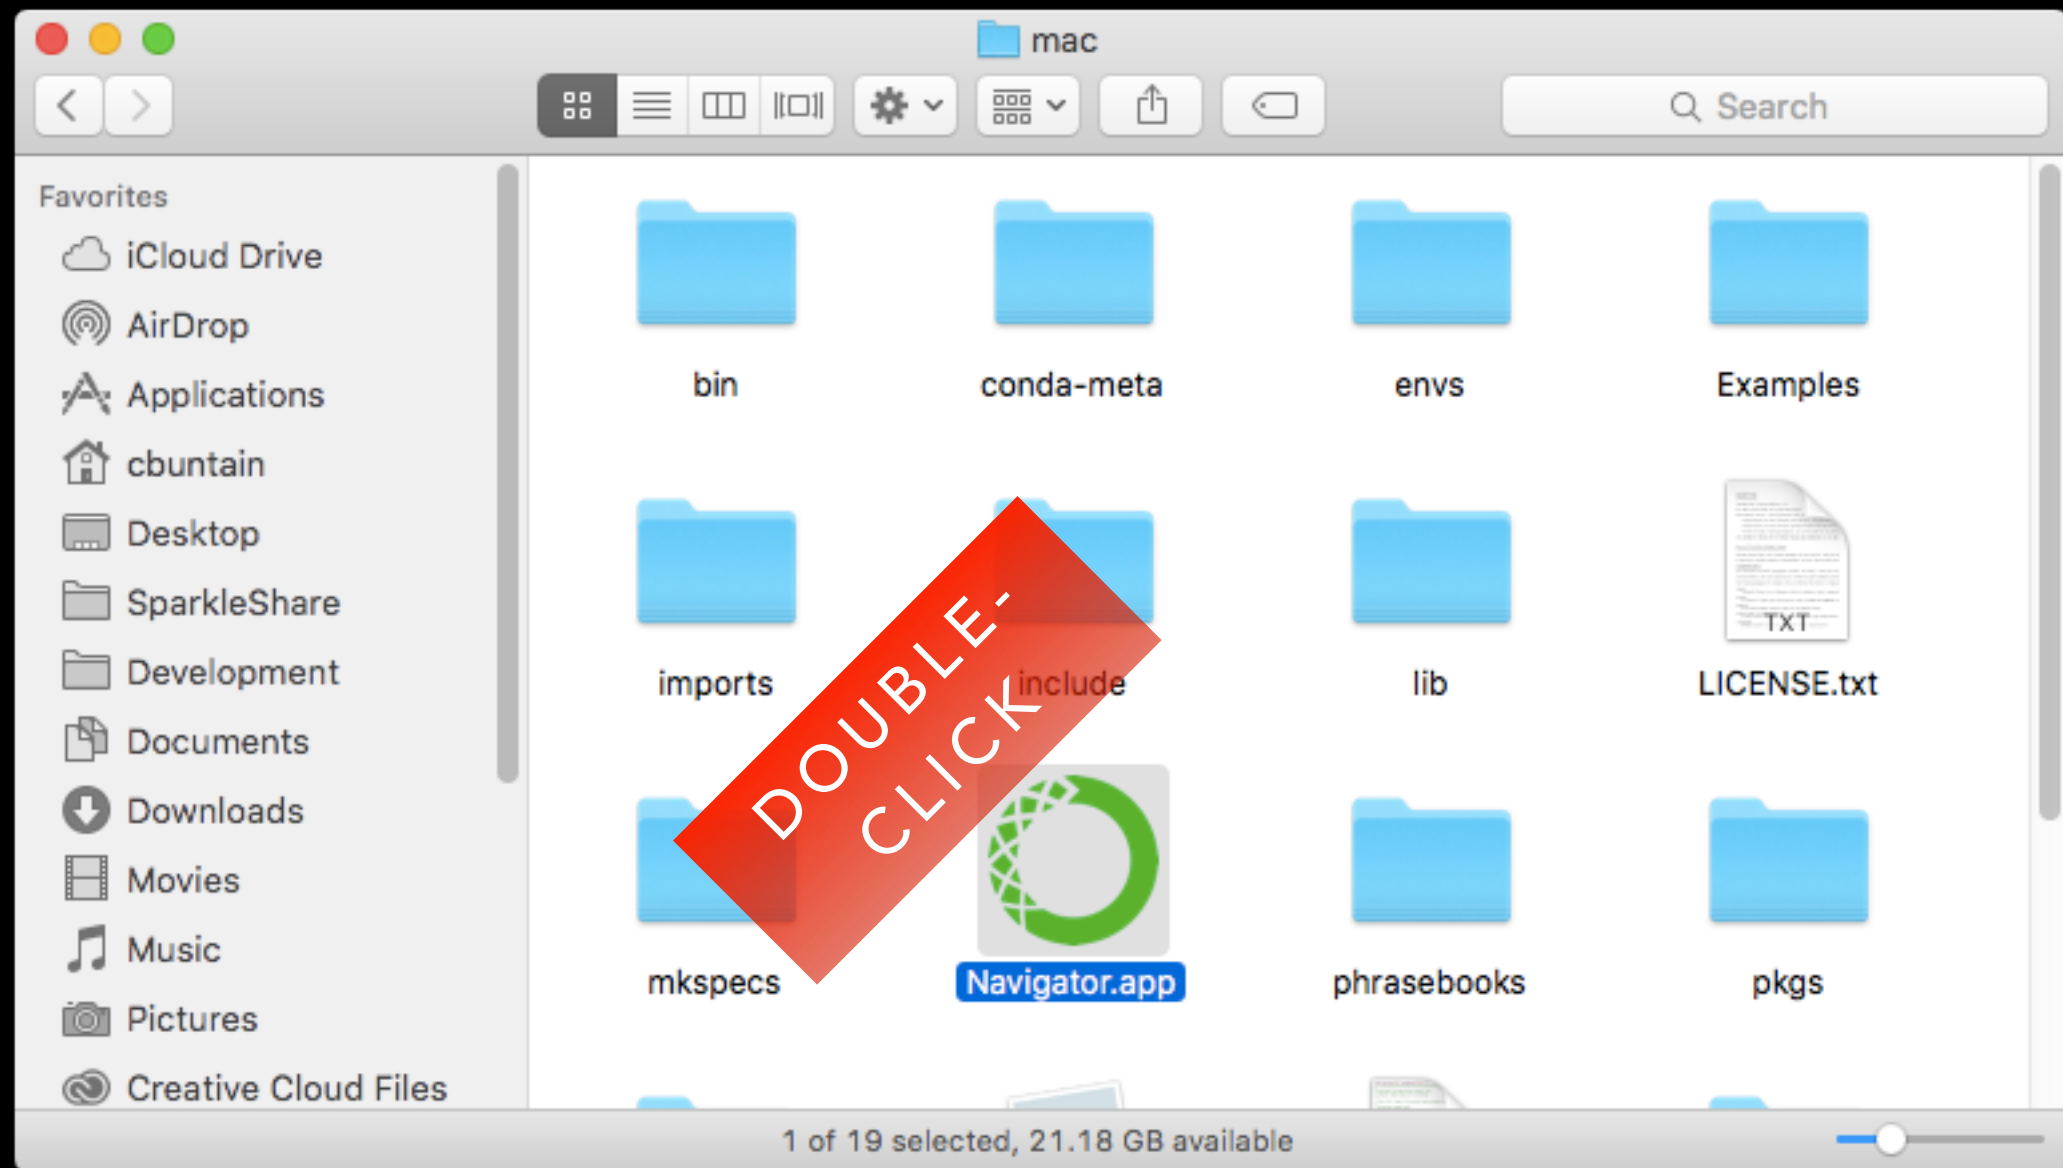 mac
Search
Favorites
iCloud Drive
AirDrop
Applications
cbuntain
Desktop
SparkleShare
Development
Documents
Downloads
Movies
Music
Pictures
Creative Cloud Files
bin
conda-meta
envs
Examples
imports
include
lib
TXT
LICENSE.txt
DOUBLE-
CLICK
mkspecs
Navigator.app
phrasebooks
pkgs
1 of 19 selected, 21.18 GB available